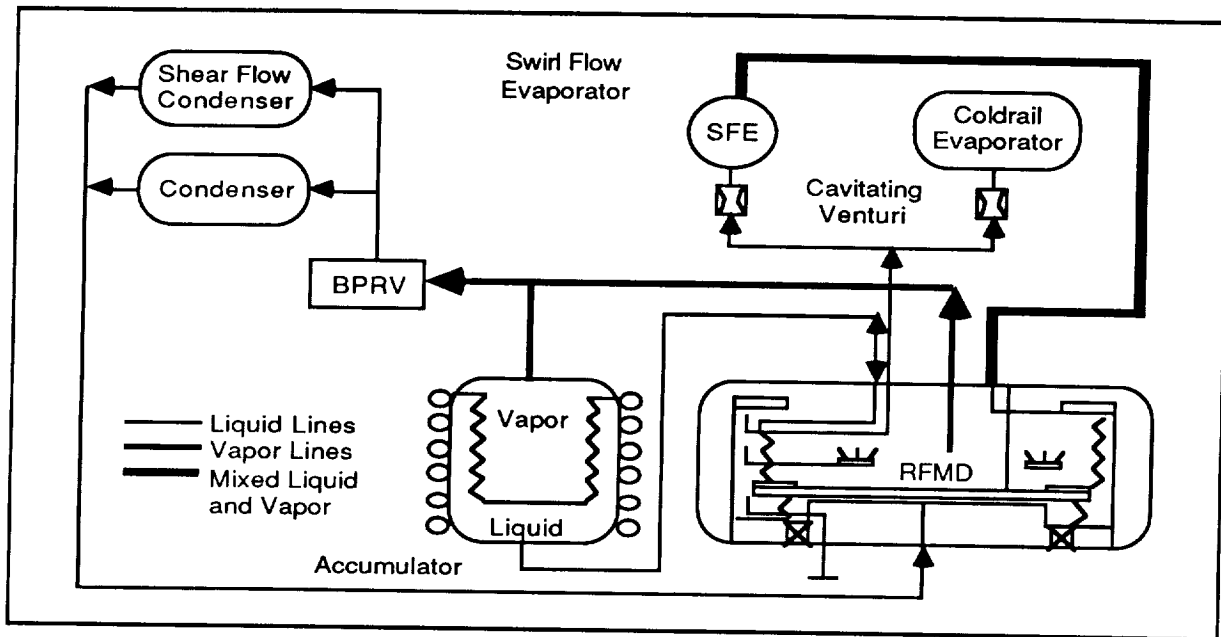 Shear Flow
Condenser
Condenser
BPRV
Swirl Flow
Evaporator
SFE
Coldrail
Evaporator
Cavitating
Venturi
Liquid Lines
Vapor Lines
Mixed Liquid
and Vapor
Vapor
Liquid
Accumulator
RFMD